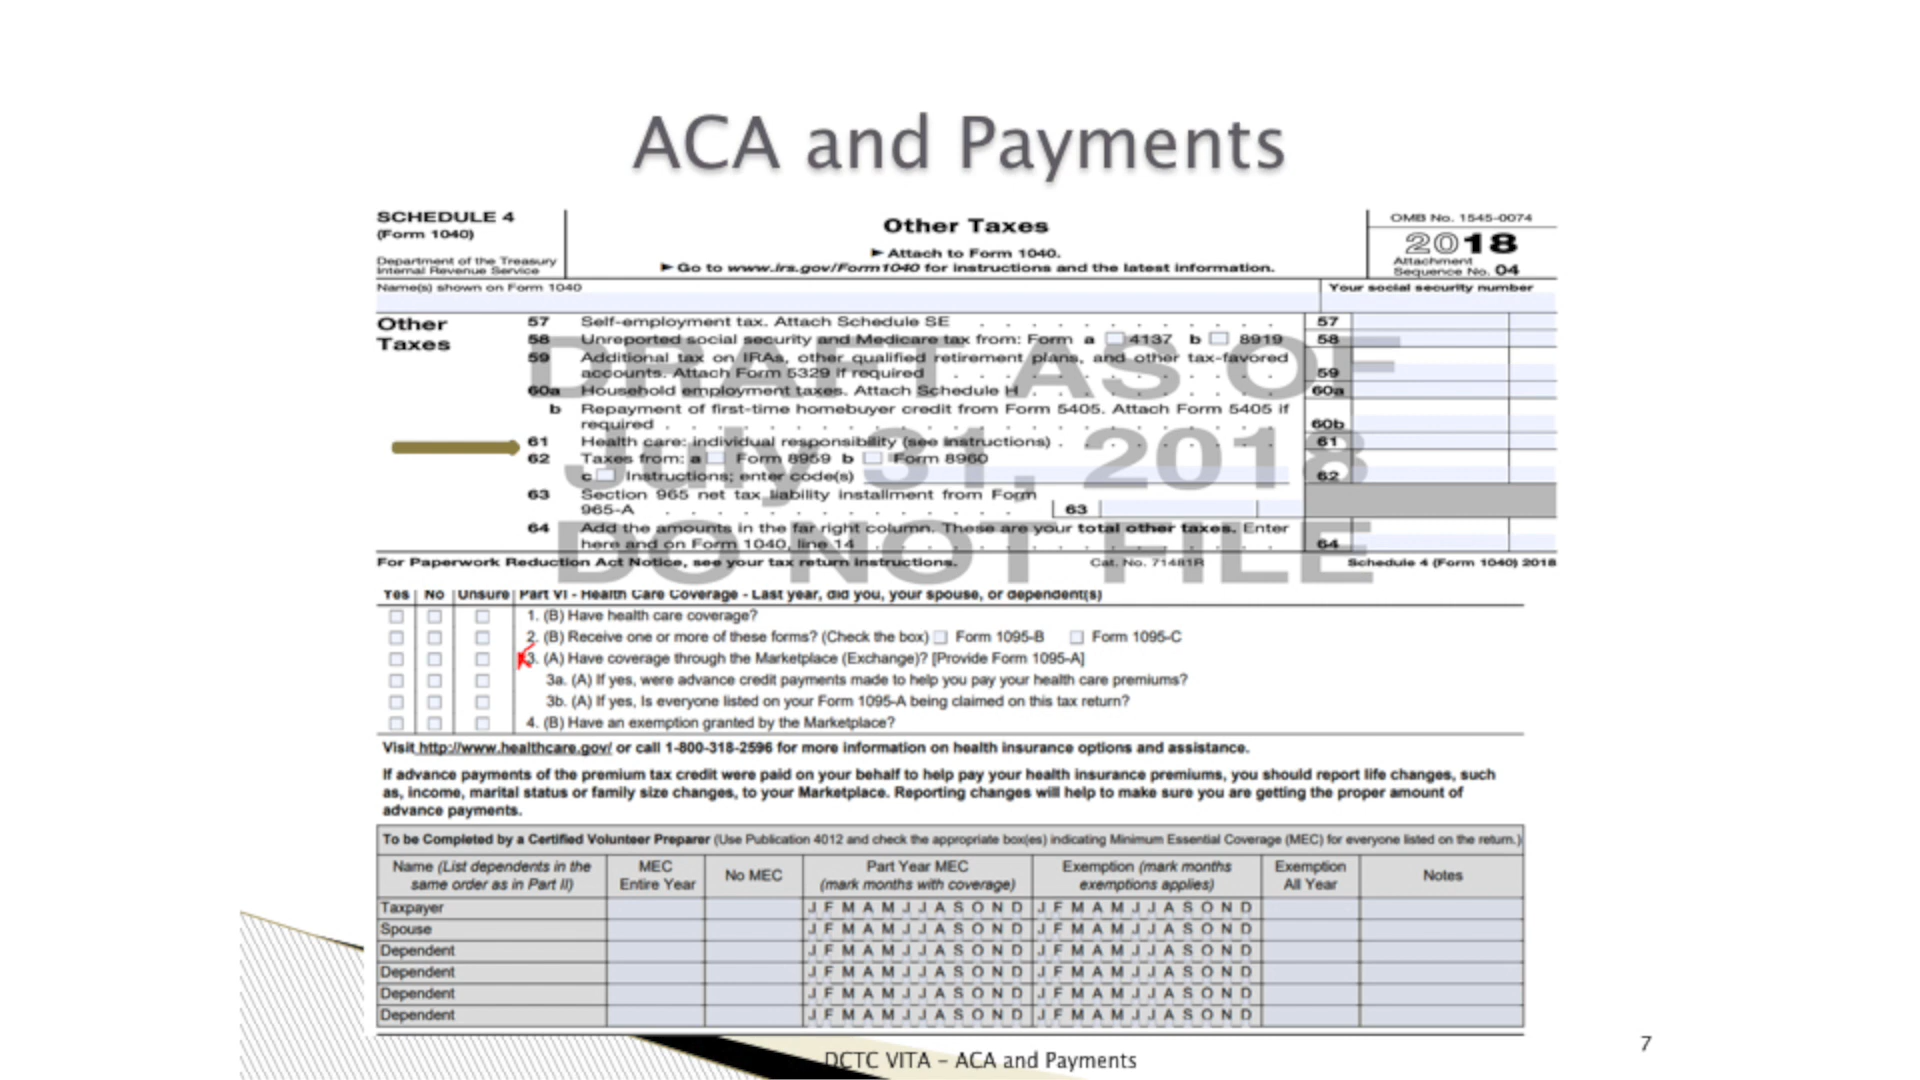 ACA and Payments
SCHEDULE 4
(Form 1040)
Department of the Treasury
Internal Revenue Service
Other Taxes
► Attach to Form 1040.
► Go to www.irs.gov/Form1040 for instructions and the latest information.
OMB No. 1545-0074
2018
Attachment
Sequence No. 04
Name(s) shown on Form 1040
Your social security number
Other
Taxes
57 Self-employment tax. Attach Schedule SE 57
58 Unreported social security and Medicare tax from: Form a 4137 b 8919 58
59 Additional tax on IRAs, other qualified retirement plans, and other tax-favored
accounts. Attach Form 5329 if required 59
60a Household employment taxes. Attach Schedule H 60a
b Repayment of first-time homebuyer credit from Form 5405. Attach Form 5405 if
required 60b
61 Health care: individual responsibility (see instructions) 61
62 Taxes from: a Form 8959 b Form 8960
c Instructions; enter code(s) 62
63 Section 965 net tax liability installment from Form
965-A 63
64 Add the amounts in the far right column. These are your total other taxes. Enter
here and on Form 1040, line 14 64
DRAFT AS OF
July 31, 2018
DO NOT FILE
For Paperwork Reduction Act Notice, see your tax return instructions. Cat. No. 71481R Schedule 4 (Form 1040) 2018
Yes No Unsure Part VI - Health Care Coverage - Last year, did you, your spouse, or dependent(s)
1. (B) Have health care coverage?
2. (B) Receive one or more of these forms? (Check the box) Form 1095-B Form 1095-C
3. (A) Have coverage through the Marketplace (Exchange)? [Provide Form 1095-A]
3a. (A) If yes, were advance credit payments made to help you pay your health care premiums?
3b. (A) If yes, Is everyone listed on your Form 1095-A being claimed on this tax return?
4. (B) Have an exemption granted by the Marketplace?
Visit http://www.healthcare.gov/ or call 1-800-318-2596 for more information on health insurance options and assistance.
If advance payments of the premium tax credit were paid on your behalf to help pay your health insurance premiums, you should report life changes, such
as, income, marital status or family size changes, to your Marketplace. Reporting changes will help to make sure you are getting the proper amount of
advance payments.
To be Completed by a Certified Volunteer Preparer (Use Publication 4012 and check the appropriate box(es) indicating Minimum Essential Coverage (MEC) for everyone listed on the return.)
Name (List dependents in the
same order as in Part II)
MEC
Entire Year
No MEC
Part Year MEC
(mark months with coverage)
Exemption (mark months
exemptions applies)
Exemption
All Year
Notes
Taxpayer J F M A M J J A S O N D J F M A M J J A S O N D
Spouse J F M A M J J A S O N D J F M A M J J A S O N D
Dependent J F M A M J J A S O N D J F M A M J J A S O N D
Dependent J F M A M J J A S O N D J F M A M J J A S O N D
Dependent J F M A M J J A S O N D J F M A M J J A S O N D
Dependent J F M A M J J A S O N D J F M A M J J A S O N D
DCTC VITA – ACA and Payments
7